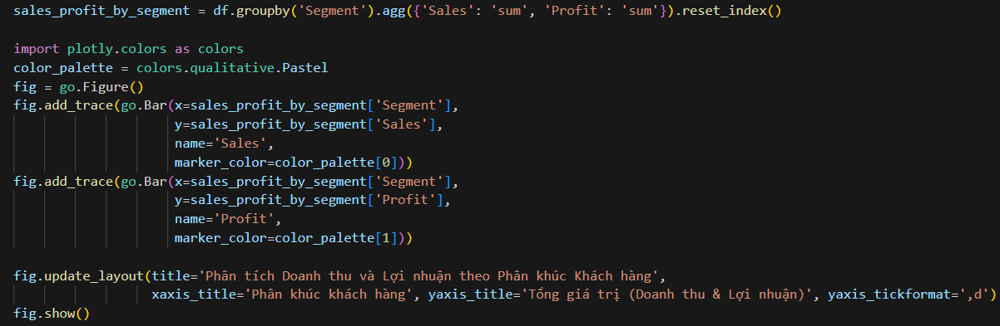 sales_profit_by_segment = df.groupby('Segment').agg({'Sales': 'sum', 'Profit': 'sum'}).reset_index()
import plotly.colors as colors
color_palette = colors.qualitative.Pastel
fig = go.Figure()
fig.add_trace(go.Bar(x=sales_profit_by_segment['Segment'],
y=sales_profit_by_segment['Sales'],
name='Sales',
marker_color=color_palette[0]))
fig.add_trace(go.Bar(x=sales_profit_by_segment['Segment'],
y=sales_profit_by_segment['Profit'],
name='Profit',
marker_color=color_palette[1]))
fig.update_layout(title='Phân tích Doanh thu và Lợi nhuận theo Phân khúc Khách hàng',
xaxis_title='Phân khúc khách hàng', yaxis_title='Tổng giá trị (Doanh thu & Lợi nhuận)', yaxis_tickformat=',d')
fig.show()